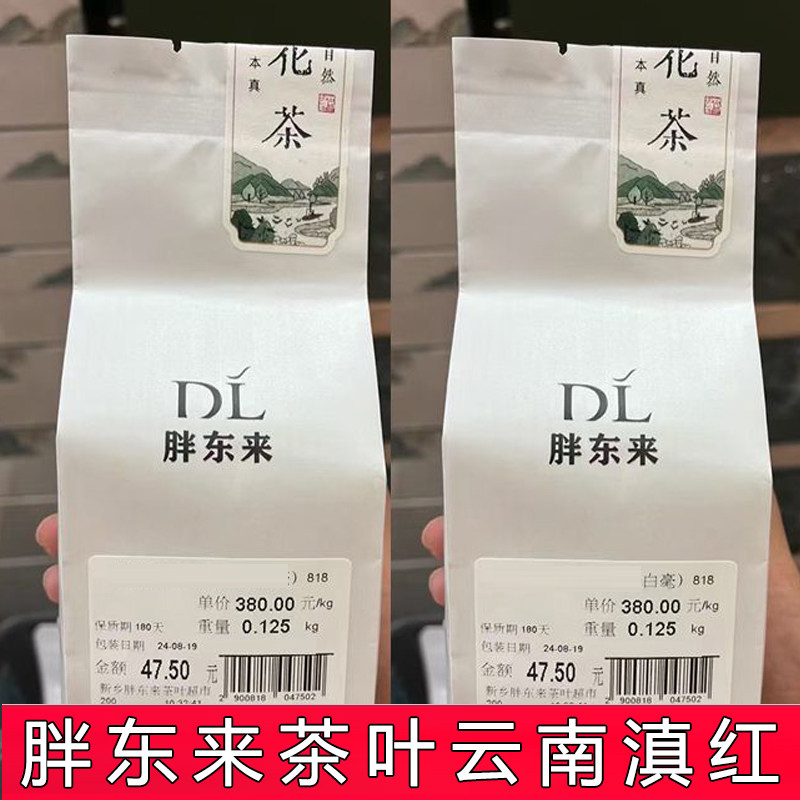 花茶
本真
自然
DL
胖东来
818
单价 380.00 元/kg
保质期 180天
重量 0.125 kg
包装日期 24-08-19
金额 47.50 元
新乡胖东来茶叶超市
2 900818 047502
花茶
本真
自然
DL
胖东来
白毫）818
单价 380.00 元/kg
保质期 180天
重量 0.125 kg
包装日期 24-08-19
金额 47.50 元
新乡胖东来茶叶超市
2 900818 047502
胖东来茶叶云南滇红